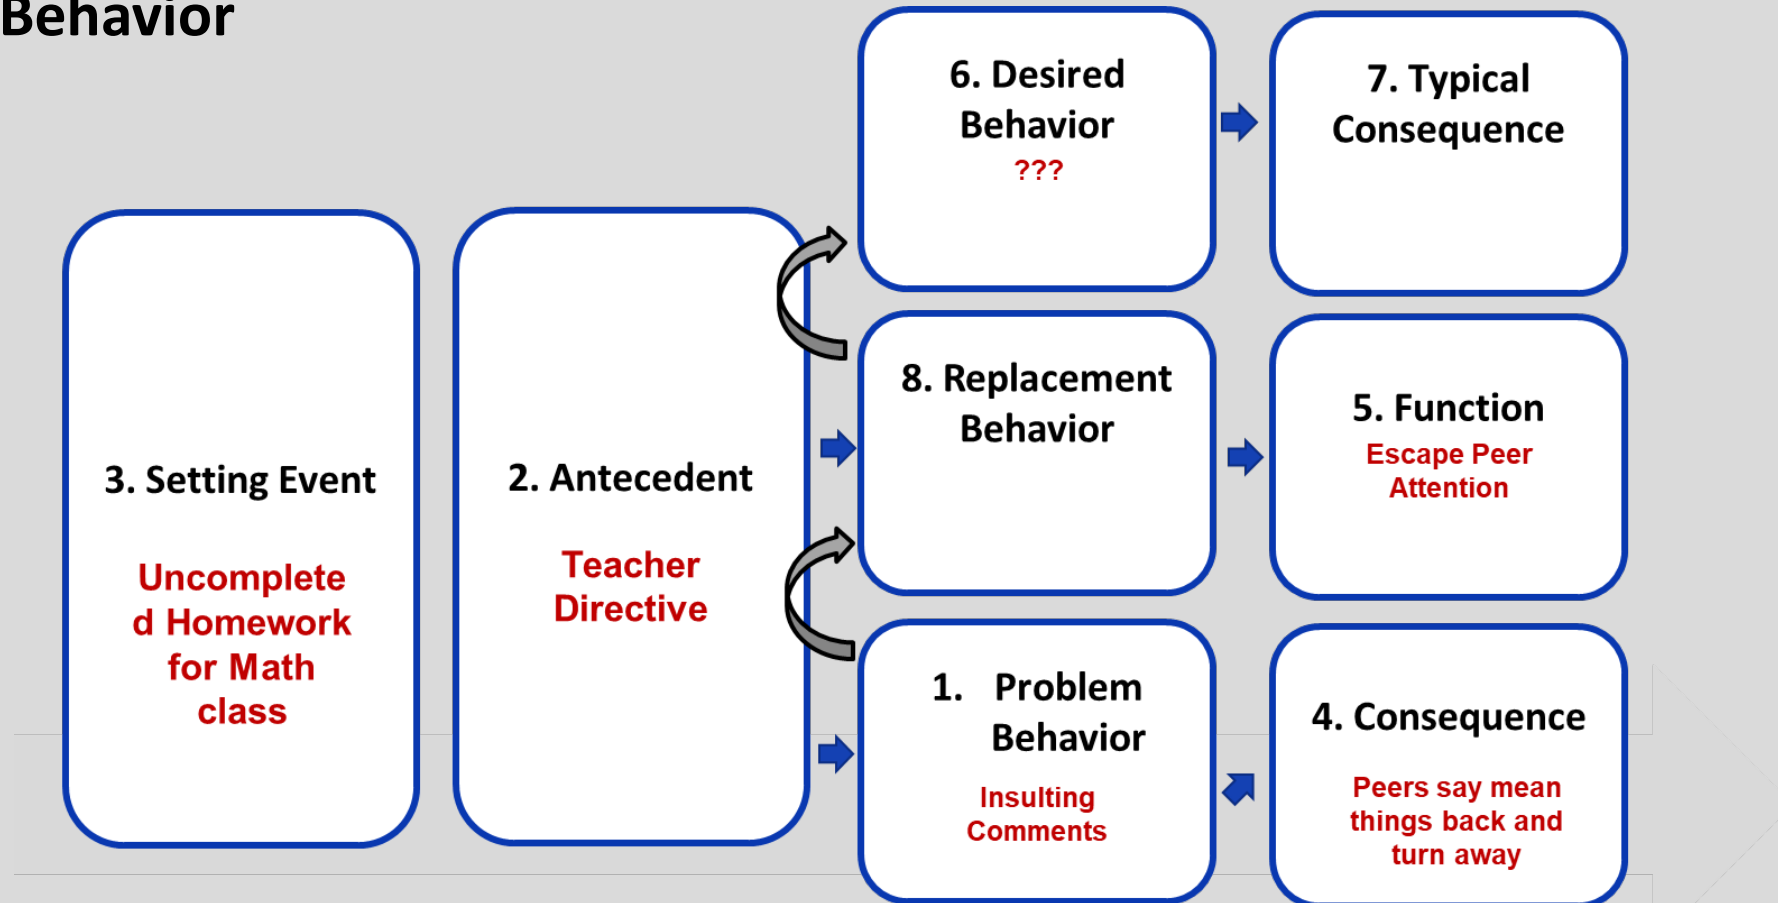 Behavior
6. Desired
Behavior
???
7. Typical
Consequence
3. Setting Event
Uncomplete
d Homework
for Math
class
2. Antecedent
Teacher
Directive
8. Replacement
Behavior
5. Function
Escape Peer
Attention
1. Problem
Behavior
Insulting
Comments
4. Consequence
Peers say mean
things back and
turn away